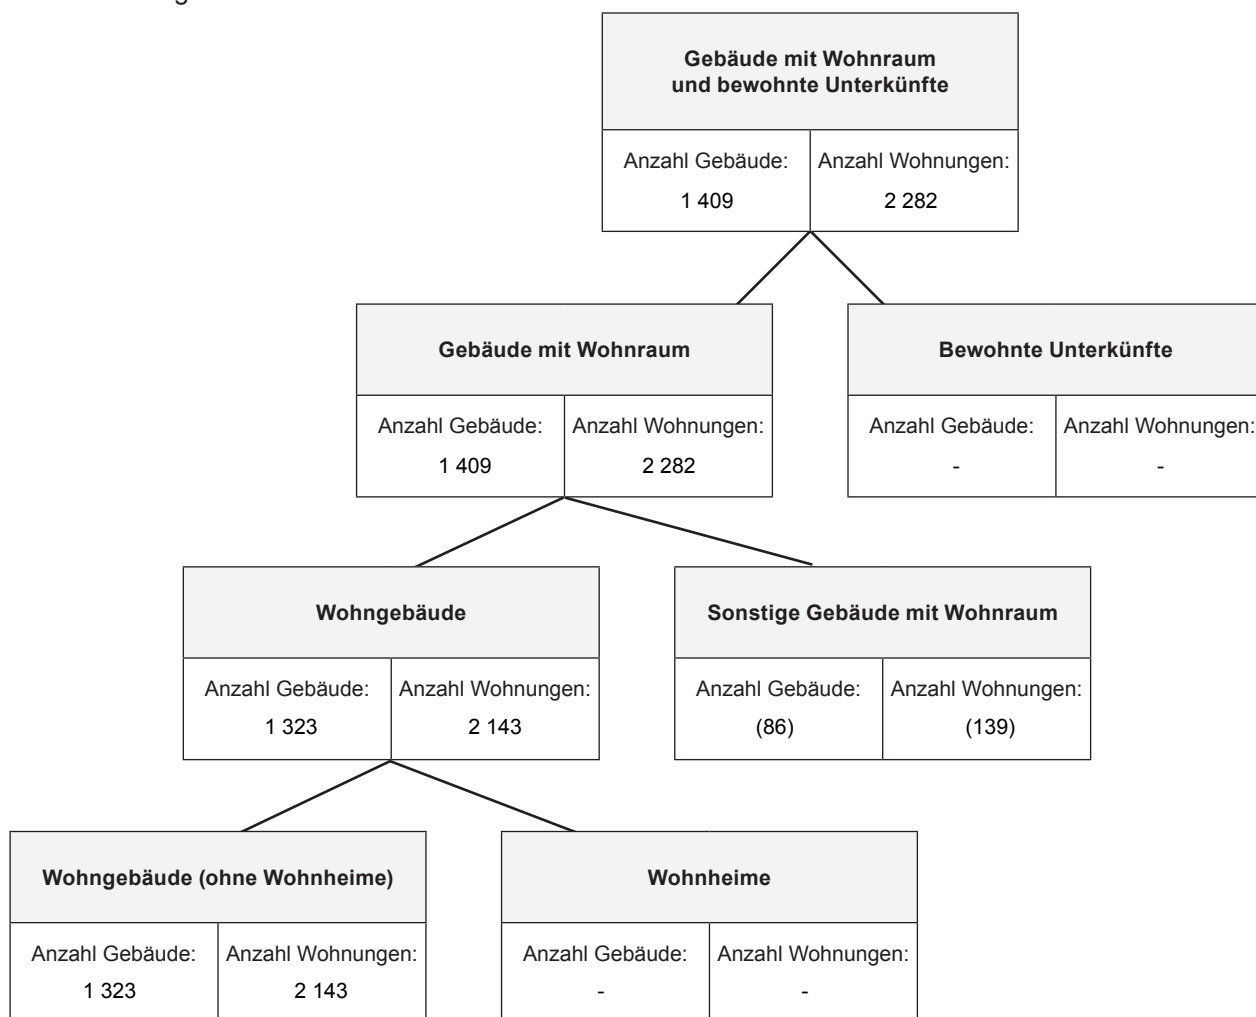 Gebäude mit Wohnraum
und bewohnte Unterkünfte
Anzahl Gebäude: Anzahl Wohnungen:
1 409 2 282
Gebäude mit Wohnraum
Anzahl Gebäude: Anzahl Wohnungen:
1 409 2 282
Bewohnte Unterkünfte
Anzahl Gebäude: Anzahl Wohnungen:
- -
Wohngebäude
Anzahl Gebäude: Anzahl Wohnungen:
1 323 2 143
Sonstige Gebäude mit Wohnraum
Anzahl Gebäude: Anzahl Wohnungen:
(86) (139)
Wohngebäude (ohne Wohnheime)
Anzahl Gebäude: Anzahl Wohnungen:
1 323 2 143
Wohnheime
Anzahl Gebäude: Anzahl Wohnungen:
- -